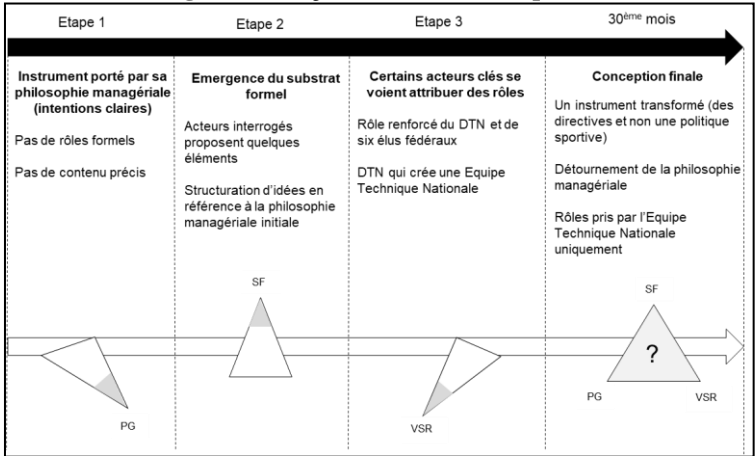 Etape 1
Etape 2
Etape 3
30ème mois
Instrument porté par sa
philosophie managériale
(intentions claires)
Pas de rôles formels
Pas de contenu précis
Emergence du substrat
formel
Acteurs interrogés
proposent quelques
éléments
Structuration d'idées en
référence à la philosophie
managériale initiale
Certains acteurs clés se
voient attribuer des rôles
Rôle renforcé du DTN et de
six élus fédéraux
DTN qui crée une Equipe
Technique Nationale
Conception finale
Un instrument transformé (des
directives et non une politique
sportive)
Détournement de la philosophie
managériale
Rôles pris par l'Equipe
Technique Nationale
uniquement
PG
SF
VSR
SF
?
PG
VSR